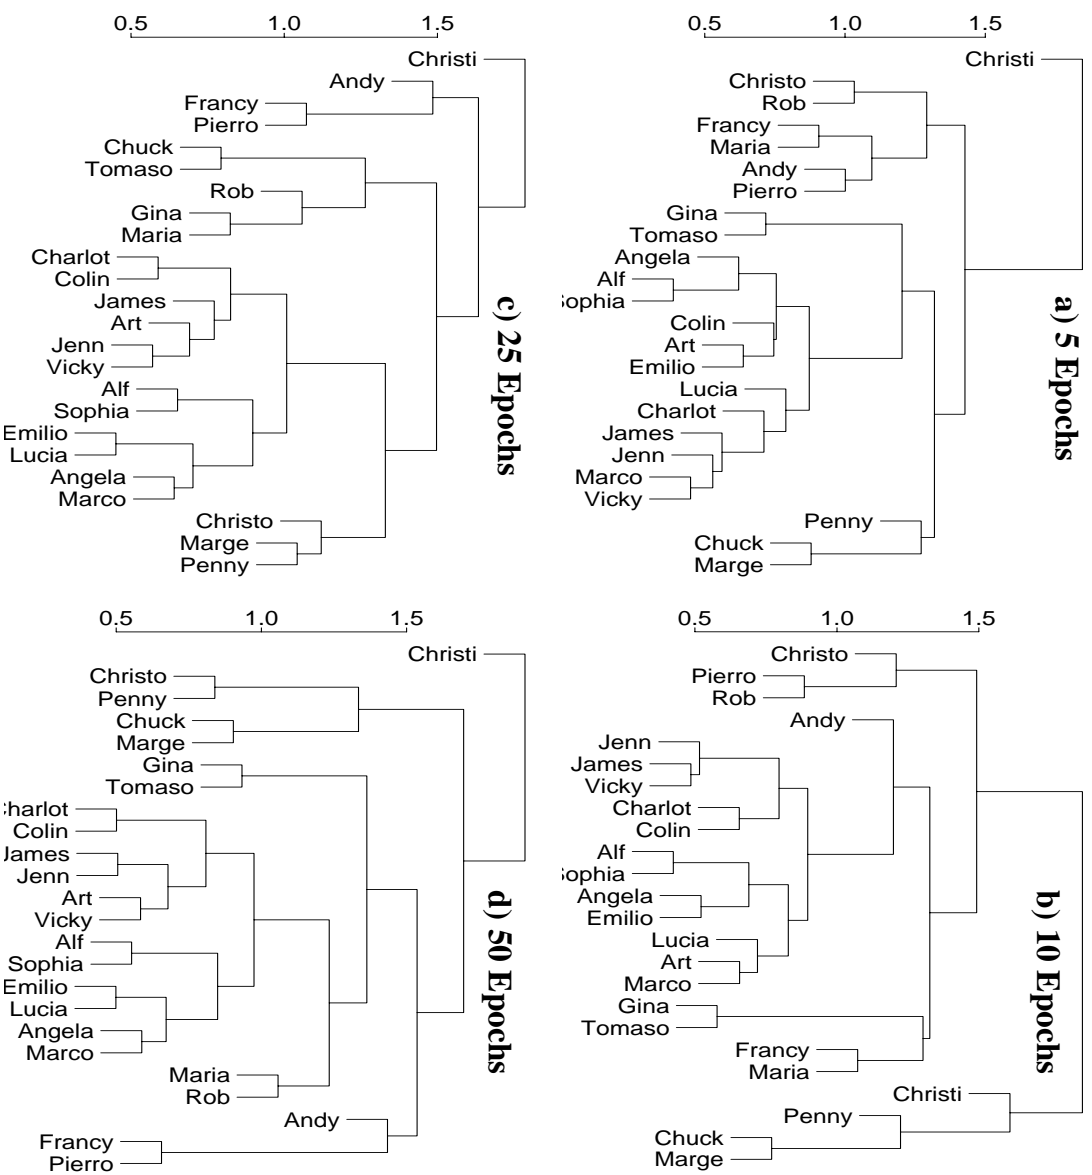 0.5 1.0 1.5
Christi
Andy
Francy
Pierro
Chuck
Tomaso
Rob
Gina
Maria
Charlot
Colin
James
Art
Jenn
Vicky
Alf
Sophia
Emilio
Lucia
Angela
Marco
Christo
Marge
Penny
c) 25 Epochs
0.5 1.0 1.5
Christi
Christo
Rob
Francy
Maria
Andy
Pierro
Gina
Tomaso
Angela
Alf
Sophia
Colin
Art
Emilio
Lucia
Charlot
James
Jenn
Marco
Vicky
Penny
Chuck
Marge
a) 5 Epochs
0.5 1.0 1.5
Christi
Christo
Penny
Chuck
Marge
Gina
Tomaso
Charlot
Colin
James
Jenn
Art
Vicky
Alf
Sophia
Emilio
Lucia
Angela
Marco
Maria
Rob
Andy
Francy
Pierro
d) 50 Epochs
0.5 1.0 1.5
Christo
Pierro
Rob
Andy
Jenn
James
Vicky
Charlot
Colin
Alf
Sophia
Angela
Emilio
Lucia
Art
Marco
Gina
Tomaso
Francy
Maria
Christi
Penny
Chuck
Marge
b) 10 Epochs